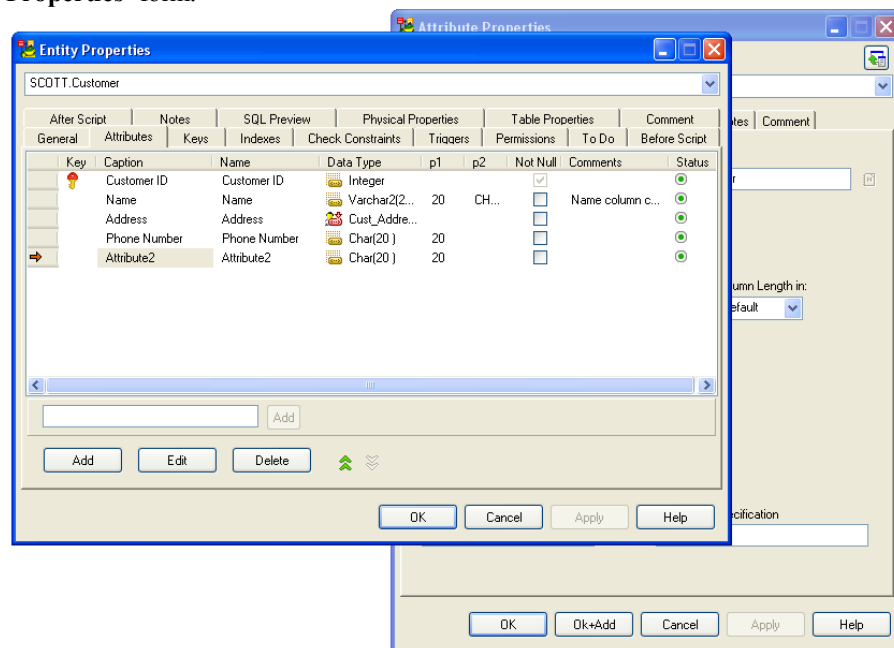 Properties" form.
Attribute Properties
Entity Properties
SCOTT.Customer
After Script Notes SQL Preview Physical Properties Table Properties Comment
General Attributes Keys Indexes Check Constraints Triggers Permissions To Do Before Script
Key Caption Name Data Type p1 p2 Not Null Comments Status
Customer ID Customer ID Integer
Name Name Varchar2(2... 20 CH... Name column c...
Address Address Cust_Addre...
Phone Number Phone Number Char(20 ) 20
Attribute2 Attribute2 Char(20 ) 20
Add
Add Edit Delete
OK Cancel Apply Help
Comment
umn Length in:
efault
cification
OK Ok+Add Cancel Apply Help